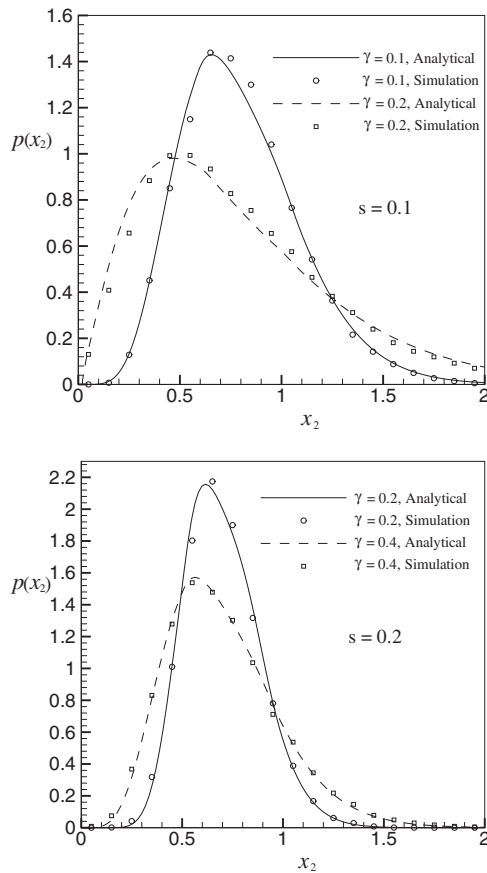 1.6
1.4
1.2
1
0.8
0.6
0.4
0.2
0
p(x₂)
γ = 0.1, Analytical
γ = 0.1, Simulation
γ = 0.2, Analytical
γ = 0.2, Simulation
s = 0.1
0 0.5 1 1.5 2
x₂
2.2
2
1.8
1.6
1.4
1.2
1
0.8
0.6
0.4
0.2
0
p(x₂)
γ = 0.2, Analytical
γ = 0.2, Simulation
γ = 0.4, Analytical
γ = 0.4, Simulation
s = 0.2
0 0.5 1 1.5 2
x₂